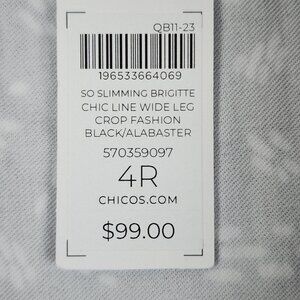 QB11-23
196533664069
SO SLIMMING BRIGITTE
CHIC LINE WIDE LEG
CROP FASHION
BLACK/ALABASTER
570359097
4R
CHICOS.COM
$99.00